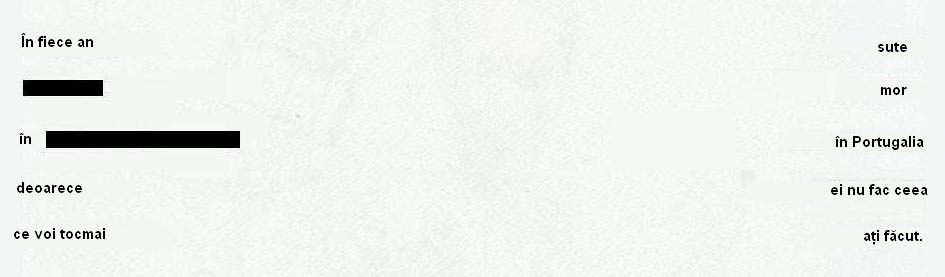 În fiece an sute
mor
în în Portugalia
deoarece ei nu fac ceea
ce voi tocmai ați făcut.